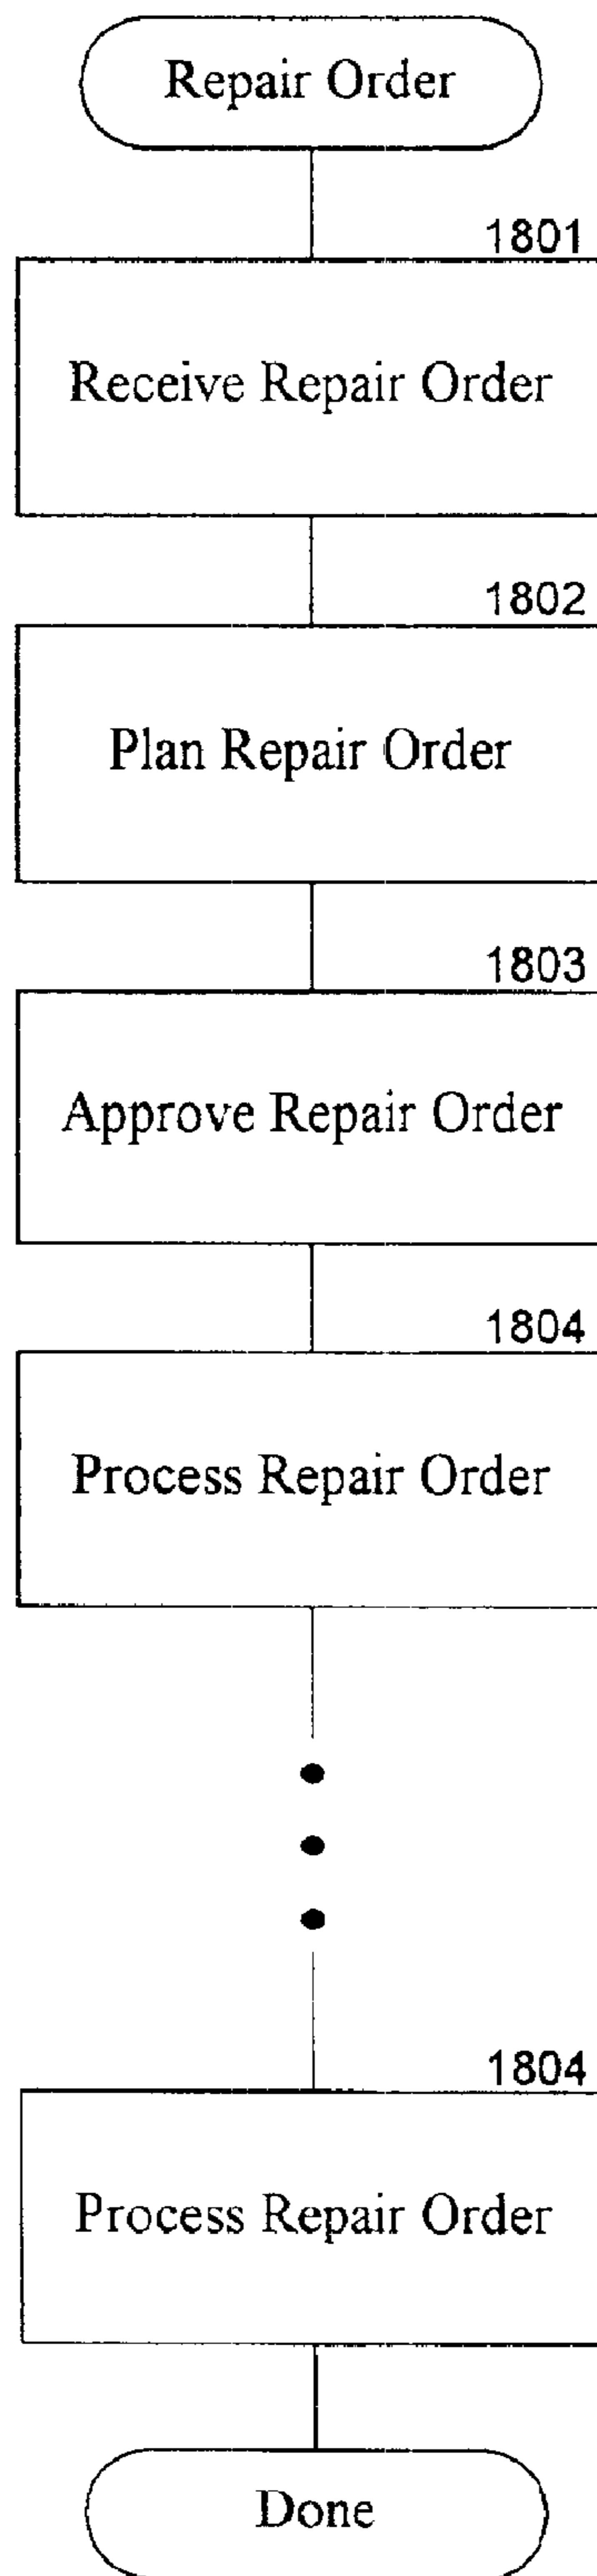 Repair Order
1801
Receive Repair Order
1802
Plan Repair Order
1803
Approve Repair Order
1804
Process Repair Order
1804
Process Repair Order
Done